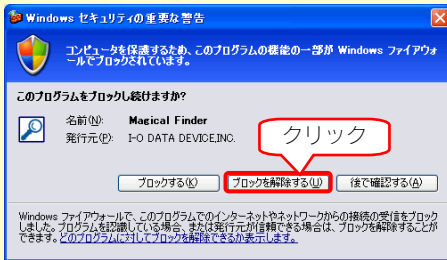 Windows セキュリティの重要な警告
コンピュータを保護するため、このプログラムの機能の一部が Windows ファイアウォ
ールでブロックされています。
このプログラムをブロックし続けますか?
名前(N): Magical Finder
発行元(P): I-O DATA DEVICE,INC.
クリック
ブロックする(K) ブロックを解除する(U) 後で確認する(A)
Windows ファイアウォールで、このプログラムでのインターネットやネットワークからの接続の受信をブロック
しました。プログラムを認識している場合、または発行元が信頼できる場合は、ブロックを解除することが
できます。どのプログラムに対してブロックを解除できるか表示します。